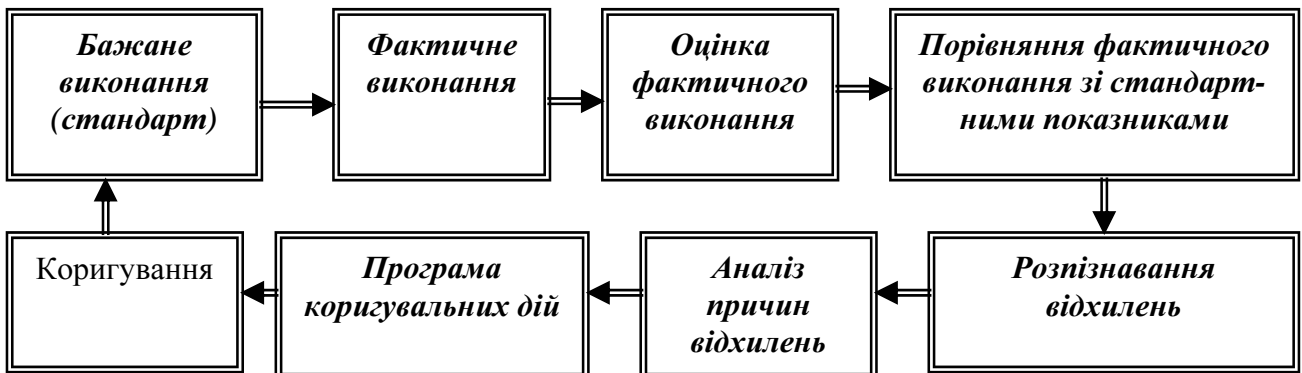 Бажане
виконання
(стандарт)
Фактичне
виконання
Оцінка
фактичного
виконання
Порівняння фактичного
виконання зі стандарт-
ними показниками
Розпізнавання
відхилень
Аналіз
причин
відхилень
Програма
коригувальних дій
Коригування